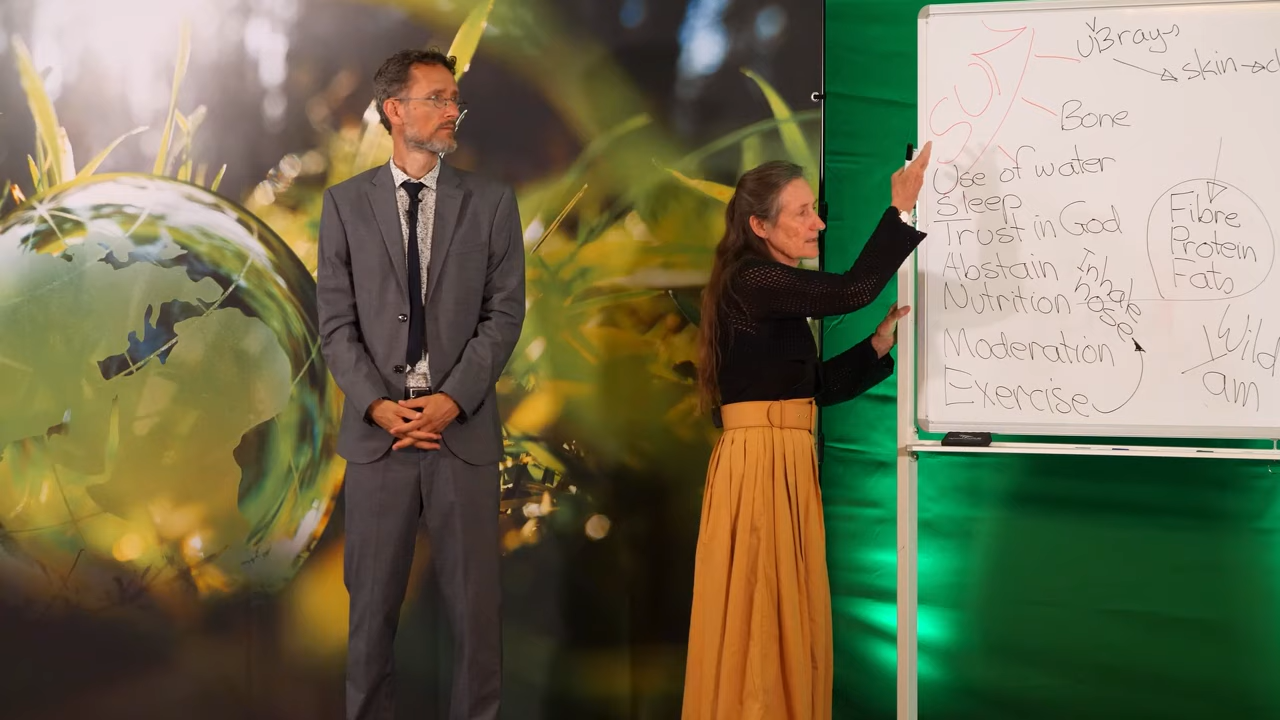 UVB rays
skin → d
SUN
Bone
Use of water
Sleep
Trust in God
Abstain
Inhale
Nutrition
nose
Moderation
Exercise
Fibre
Protein
Fats
Wild
am